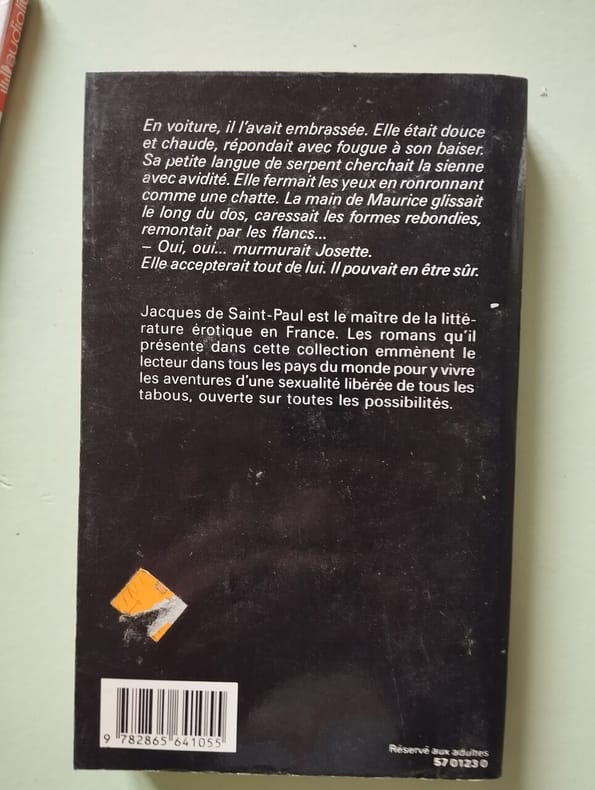 audiolib
En voiture, il l'avait embrassée. Elle était douce
et chaude, répondait avec fougue à son baiser.
Sa petite langue de serpent cherchait la sienne
avec avidité. Elle fermait les yeux en ronronnant
comme une chatte. La main de Maurice glissait
le long du dos, caressait les formes rebondies,
remontait par les flancs...
– Oui, oui... murmurait Josette.
Elle accepterait tout de lui. Il pouvait en être sûr.
Jacques de Saint-Paul est le maître de la litté-
rature érotique en France. Les romans qu'il
présente dans cette collection emmènent le
lecteur dans tous les pays du monde pour y vivre
les aventures d'une sexualité libérée de tous les
tabous, ouverte sur toutes les possibilités.
9 782865 641055
Réservé aux adultes
57 0123 0